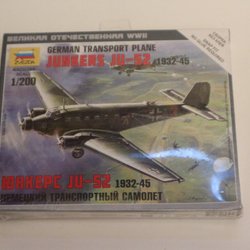 ВЕЛИКАЯ ОТЕЧЕСТВЕННАЯ WWII
ZVEZDA
GERMAN TRANSPORT PLANE
JUNKERS JU-52 1932-45
1/200
ЮНКЕРС JU-52 1932-45
НЕМЕЦКИЙ ТРАНСПОРТНЫЙ САМОЛЕТ